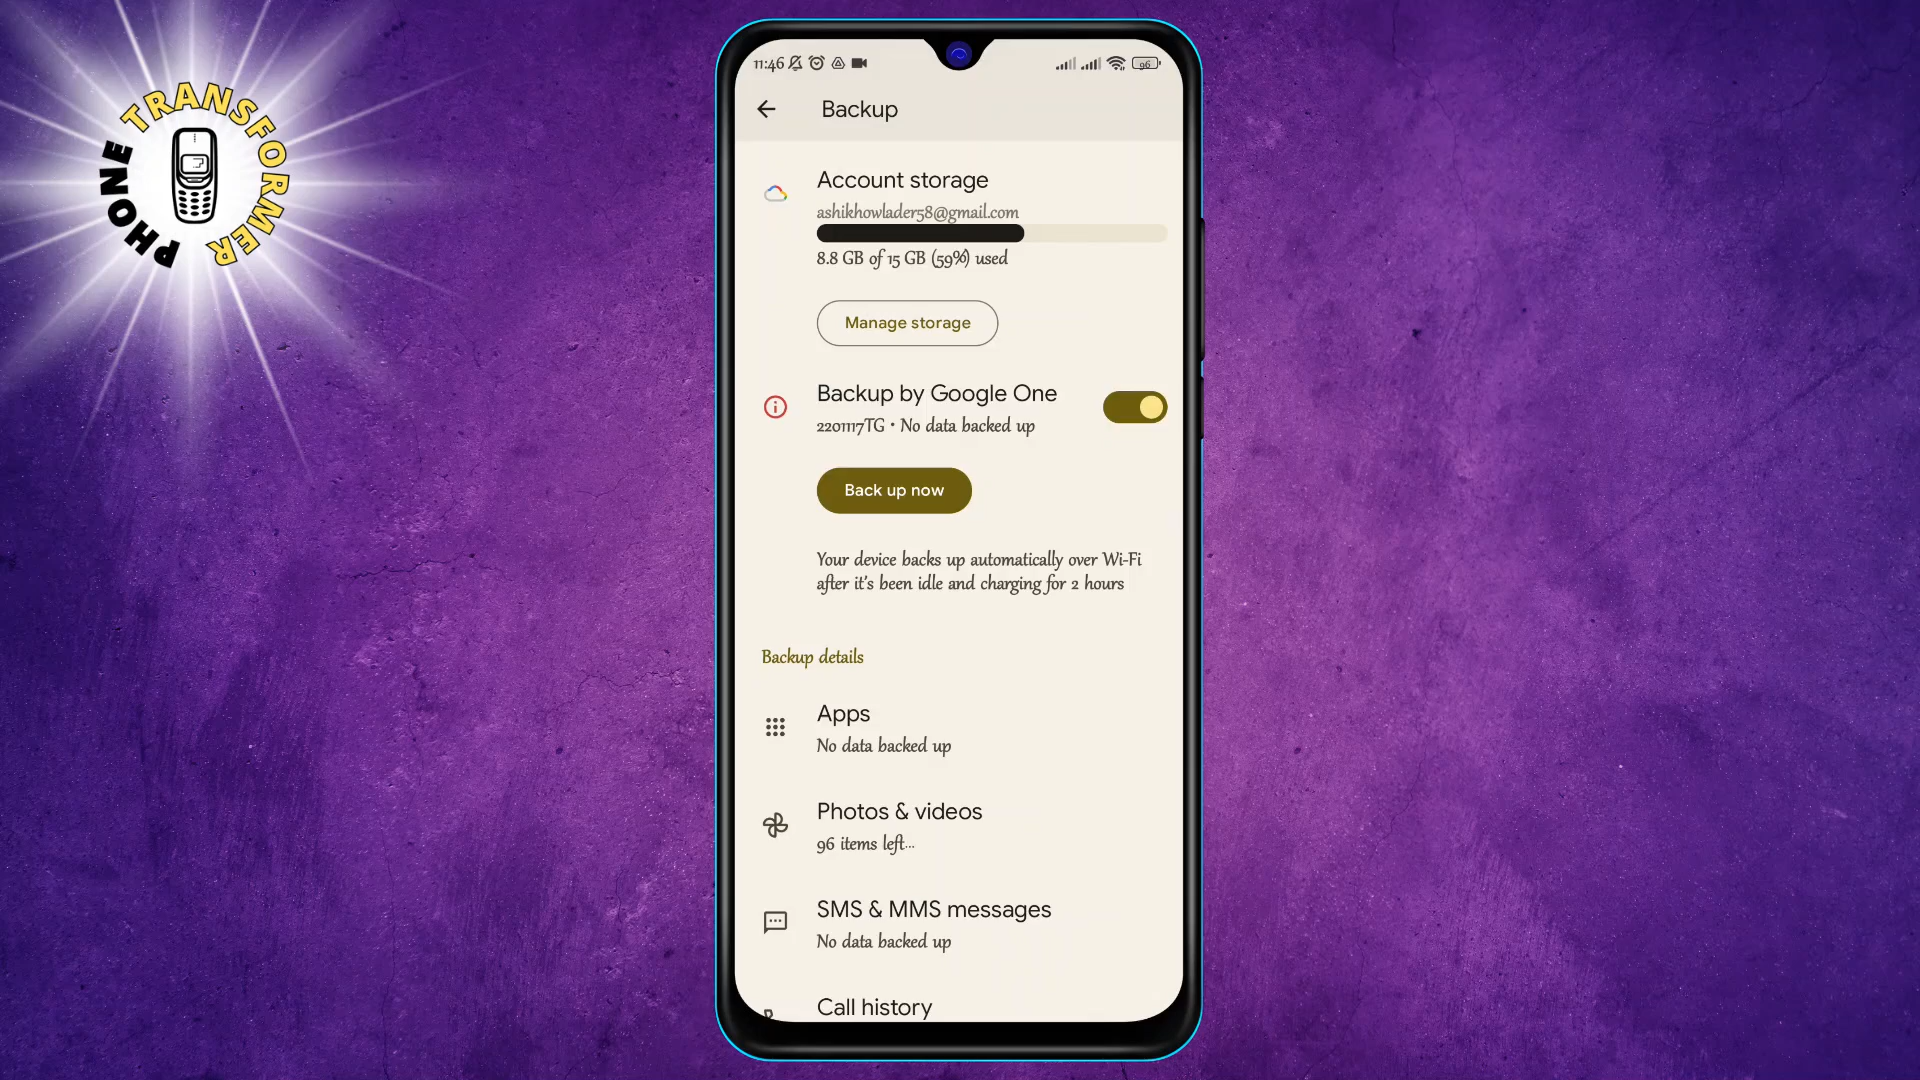 PHONE TRANSFORMER
11:46
96
Backup
Account storage
ashikhowlader58@gmail.com
8.8 GB of 15 GB (59%) used
Manage storage
Backup by Google One
2201117TG • No data backed up
Back up now
Your device backs up automatically over Wi-Fi
after it's been idle and charging for 2 hours
Backup details
Apps
No data backed up
Photos & videos
96 items left...
SMS & MMS messages
No data backed up
Call history